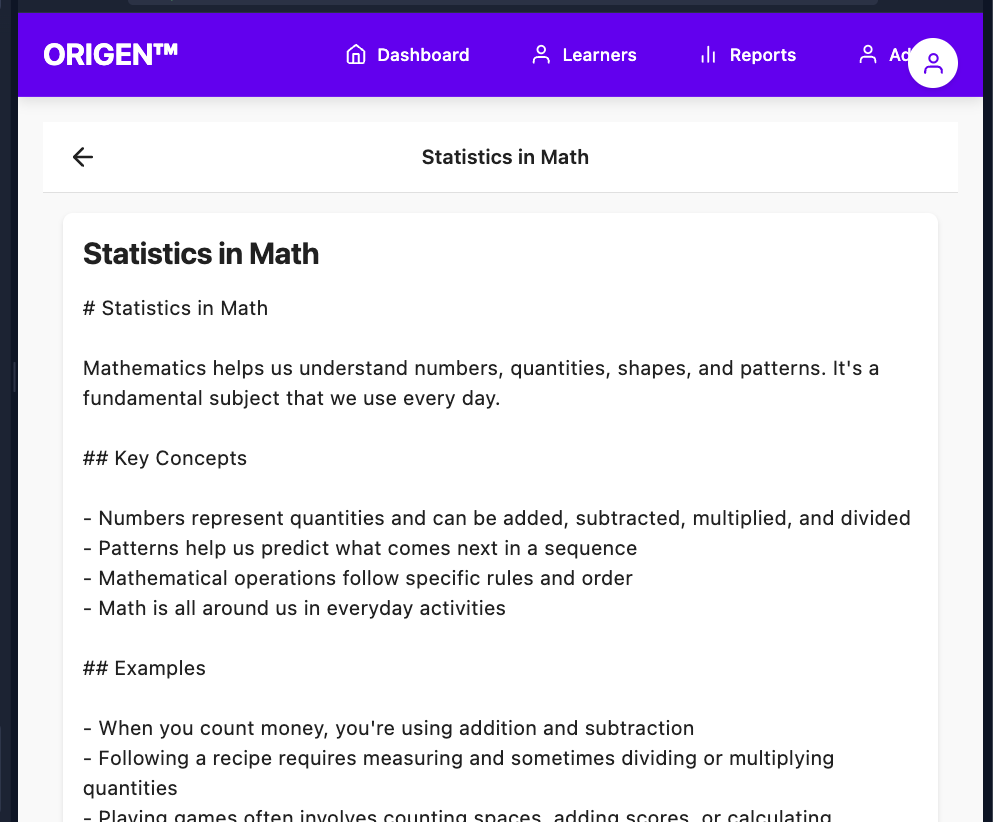 ORIGEN™
Dashboard
Learners
Reports
Statistics in Math
Statistics in Math
# Statistics in Math
Mathematics helps us understand numbers, quantities, shapes, and patterns. It's a
fundamental subject that we use every day.
## Key Concepts
- Numbers represent quantities and can be added, subtracted, multiplied, and divided
- Patterns help us predict what comes next in a sequence
- Mathematical operations follow specific rules and order
- Math is all around us in everyday activities
## Examples
- When you count money, you're using addition and subtraction
- Following a recipe requires measuring and sometimes dividing or multiplying
quantities
- Playing games often involves counting spaces, adding scores, or calculating